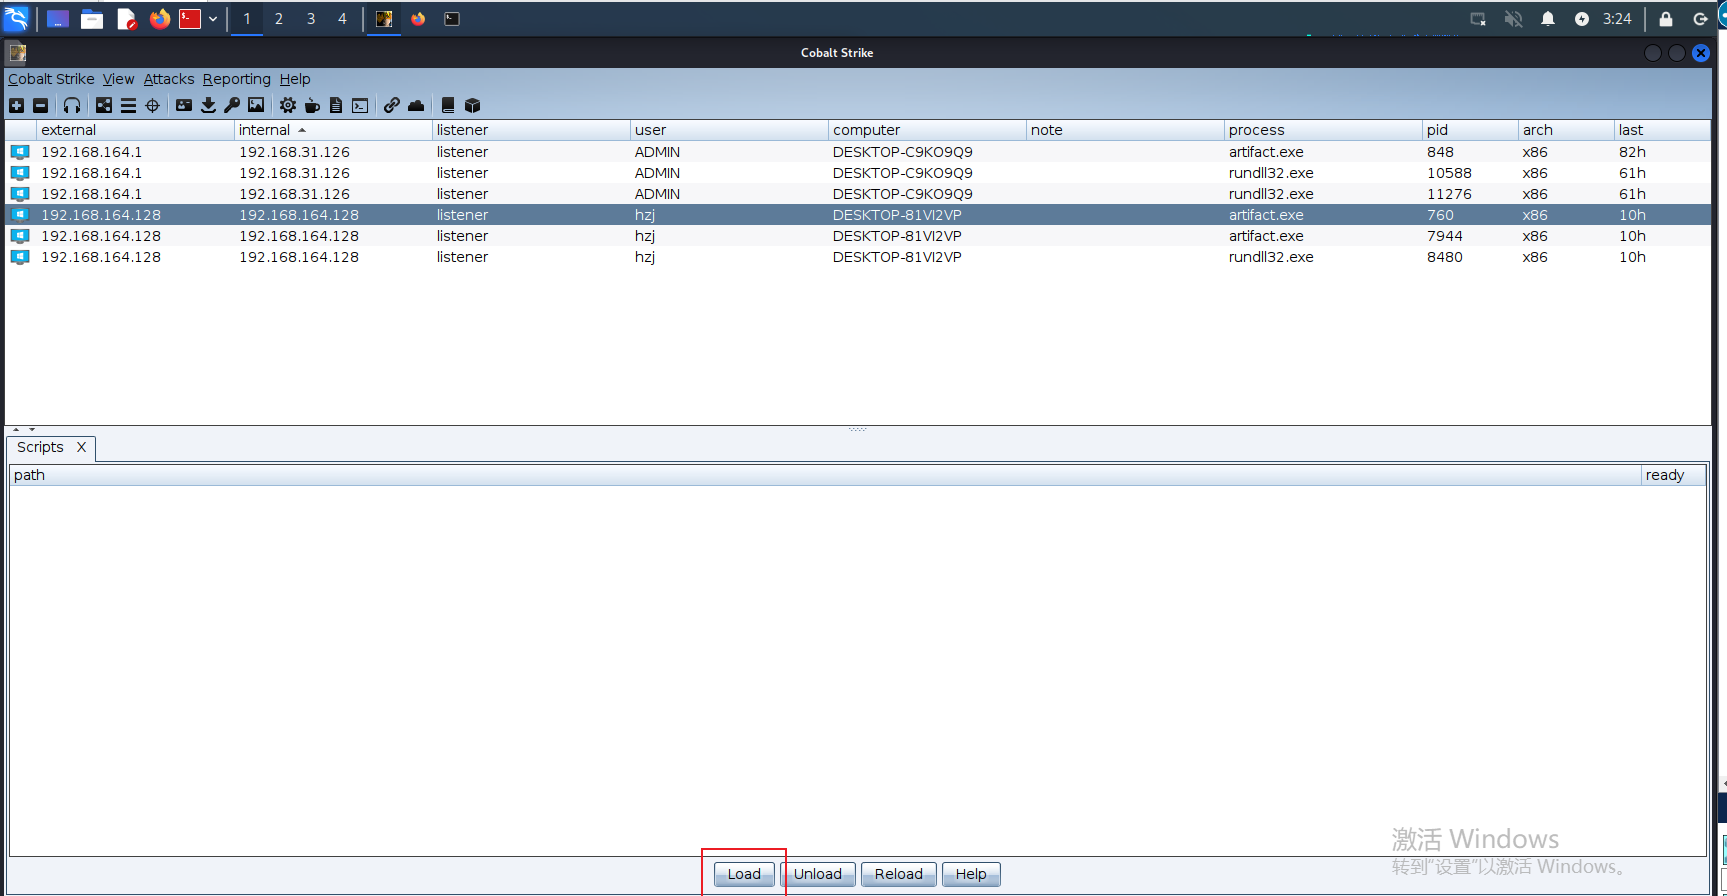 1 2 3 4 3:24
Cobalt Strike
Cobalt Strike View Attacks Reporting Help
external internal listener user computer note process pid arch last
192.168.164.1 192.168.31.126 listener ADMIN DESKTOP-C9KO9Q9 artifact.exe 848 x86 82h
192.168.164.1 192.168.31.126 listener ADMIN DESKTOP-C9KO9Q9 rundll32.exe 10588 x86 61h
192.168.164.1 192.168.31.126 listener ADMIN DESKTOP-C9KO9Q9 rundll32.exe 11276 x86 61h
192.168.164.128 192.168.164.128 listener hzj DESKTOP-81VI2VP artifact.exe 760 x86 10h
192.168.164.128 192.168.164.128 listener hzj DESKTOP-81VI2VP artifact.exe 7944 x86 10h
192.168.164.128 192.168.164.128 listener hzj DESKTOP-81VI2VP rundll32.exe 8480 x86 10h
Scripts X
path ready
激活 Windows
转到“设置”以激活 Windows。
Load Unload Reload Help